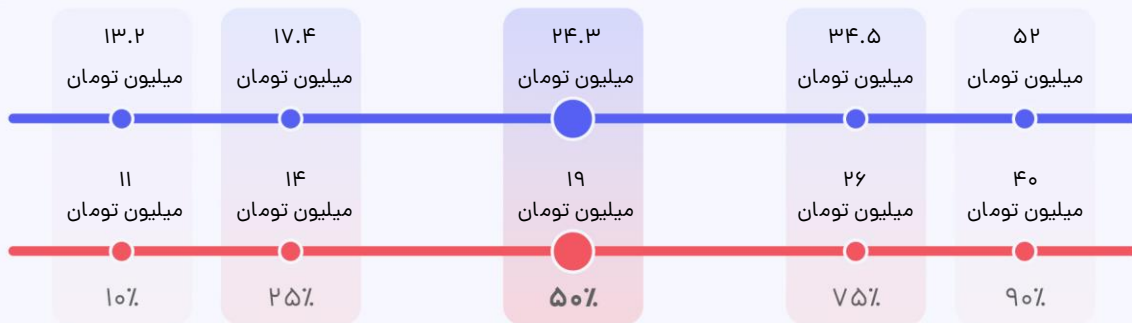 ۱۳.۲
میلیون تومان
۱۷.۴
میلیون تومان
۲۴.۳
میلیون تومان
۳۴.۵
میلیون تومان
۵۲
میلیون تومان
۱۱
میلیون تومان
۱۴
میلیون تومان
۱۹
میلیون تومان
۲۶
میلیون تومان
۴۰
میلیون تومان
۱۰٪
۲۵٪
۵۰٪
۷۵٪
۹۰٪